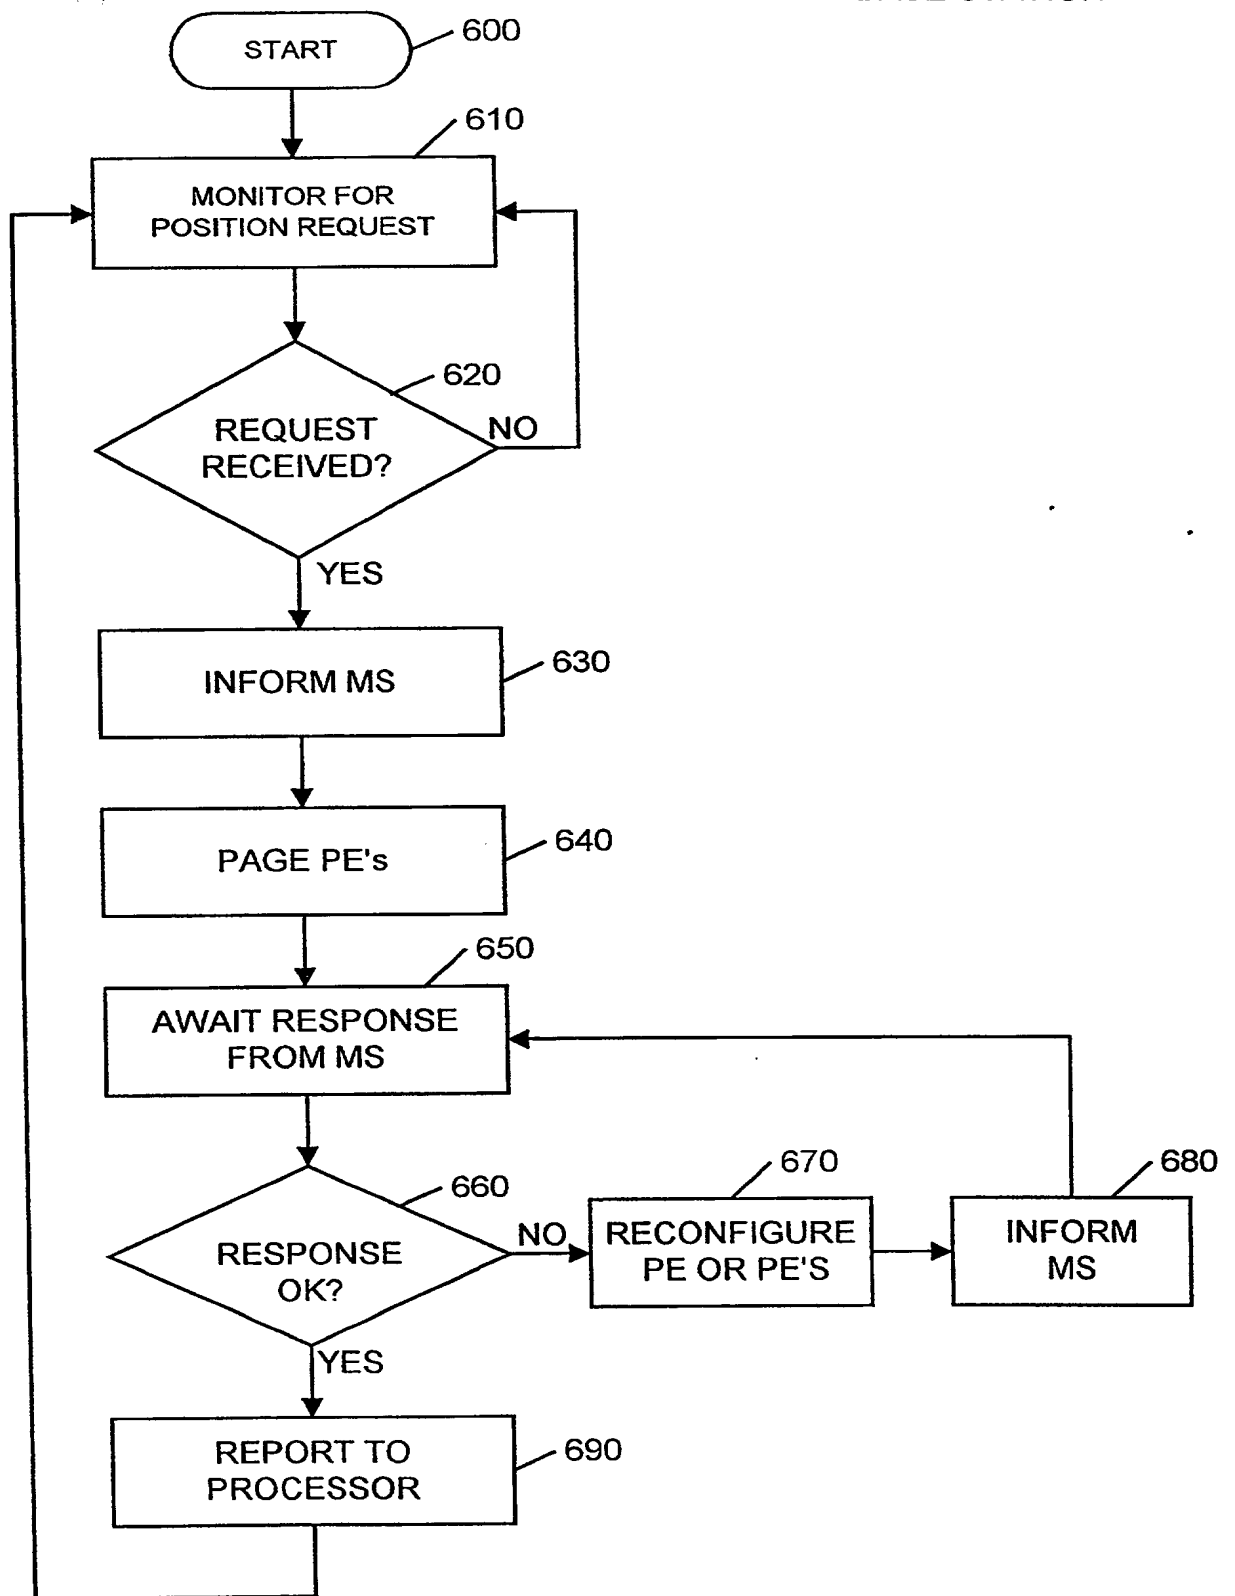 START
600
610
MONITOR FOR
POSITION REQUEST
620
REQUEST
RECEIVED?
NO
YES
INFORM MS
630
PAGE PE's
640
650
AWAIT RESPONSE
FROM MS
660
RESPONSE
OK?
NO
670
RECONFIGURE
PE OR PE'S
680
INFORM
MS
YES
REPORT TO
PROCESSOR
690